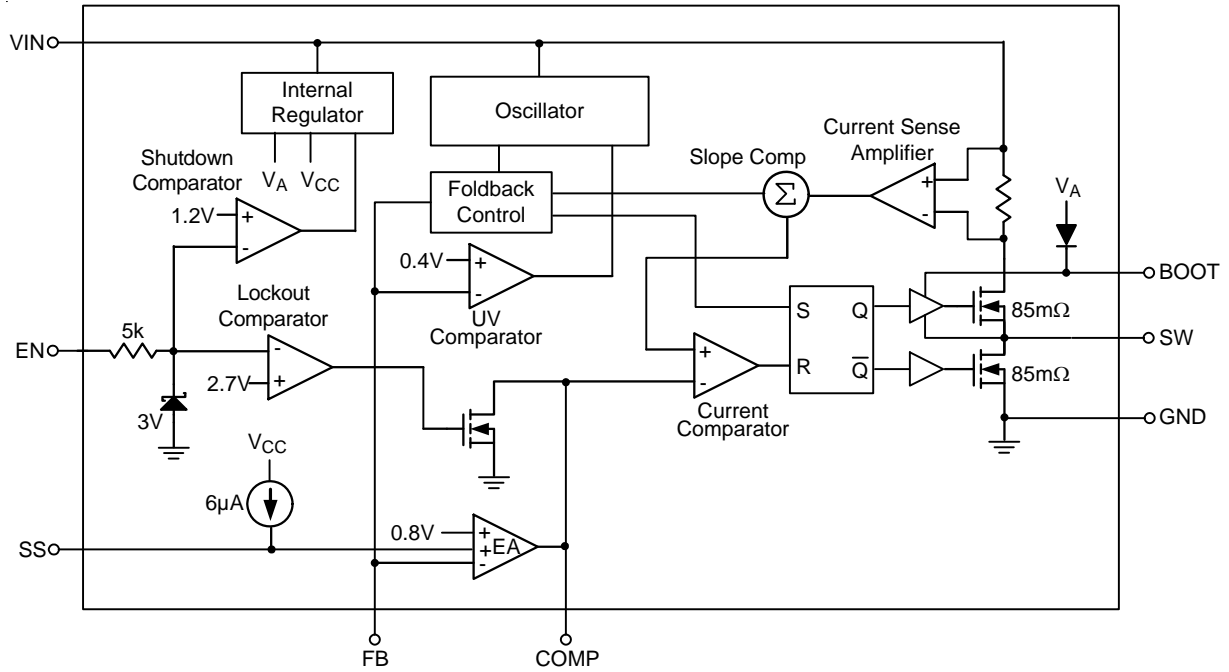 VIN
Internal
Regulator
Oscillator
Current Sense
Amplifier
Shutdown
Comparator
VA VCC
Slope Comp
Foldback
Control
Σ
+
-
VA
1.2V
+
-
0.4V
+
-
UV
Comparator
BOOT
Lockout
Comparator
S
Q
85mΩ
EN
5k
-
+
2.7V
SW
+
-
R
Q
85mΩ
3V
Current
Comparator
GND
VCC
6µA
0.8V
+
+
-
EA
SS
FB
COMP